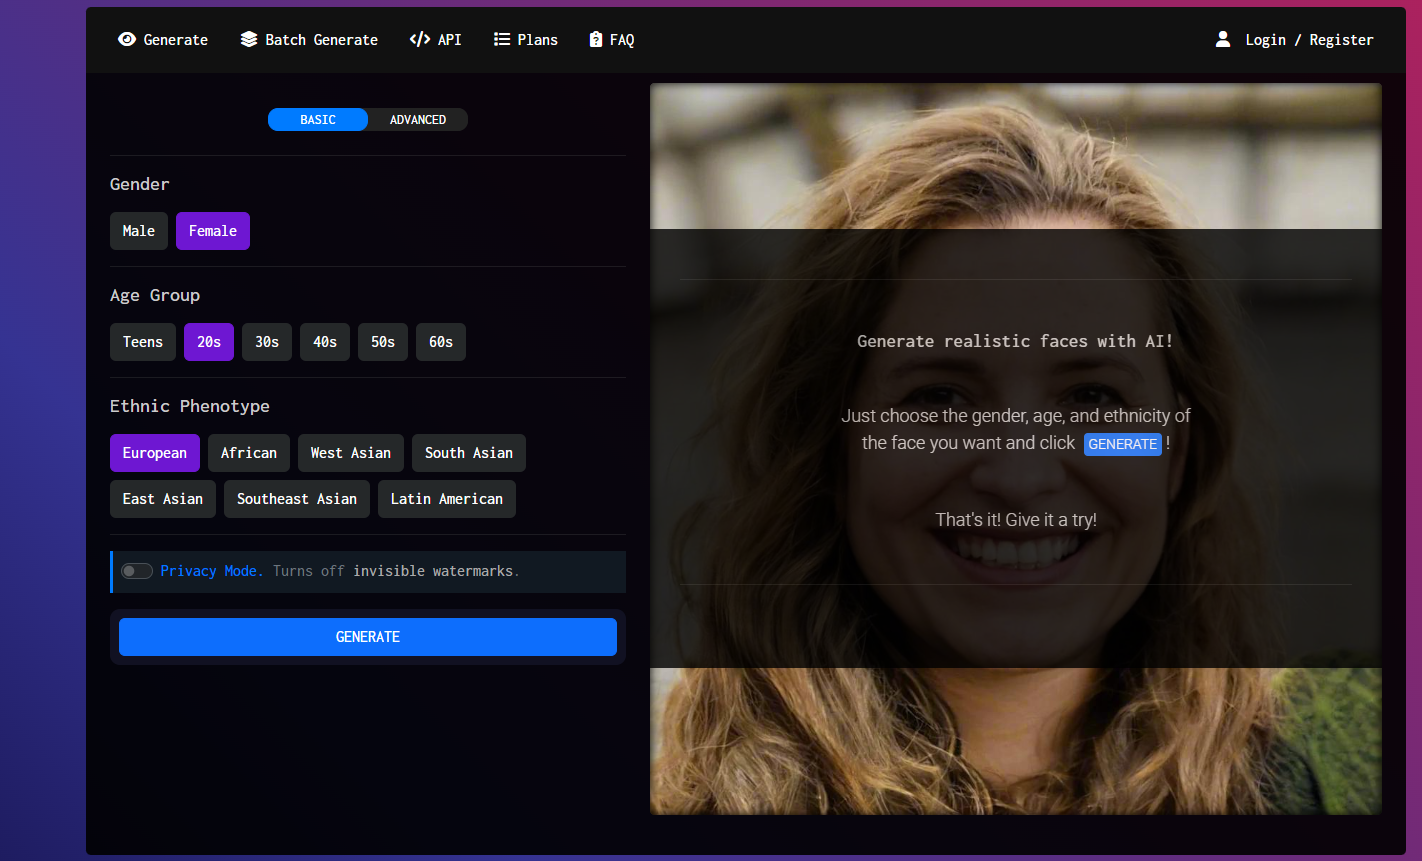 Generate Batch Generate API Plans FAQ Login / Register
BASIC ADVANCED
Gender
Male Female
Age Group
Teens 20s 30s 40s 50s 60s
Ethnic Phenotype
European African West Asian South Asian
East Asian Southeast Asian Latin American
Privacy Mode. Turns off invisible watermarks.
GENERATE
Generate realistic faces with AI!
Just choose the gender, age, and ethnicity of
the face you want and click GENERATE !
That's it! Give it a try!